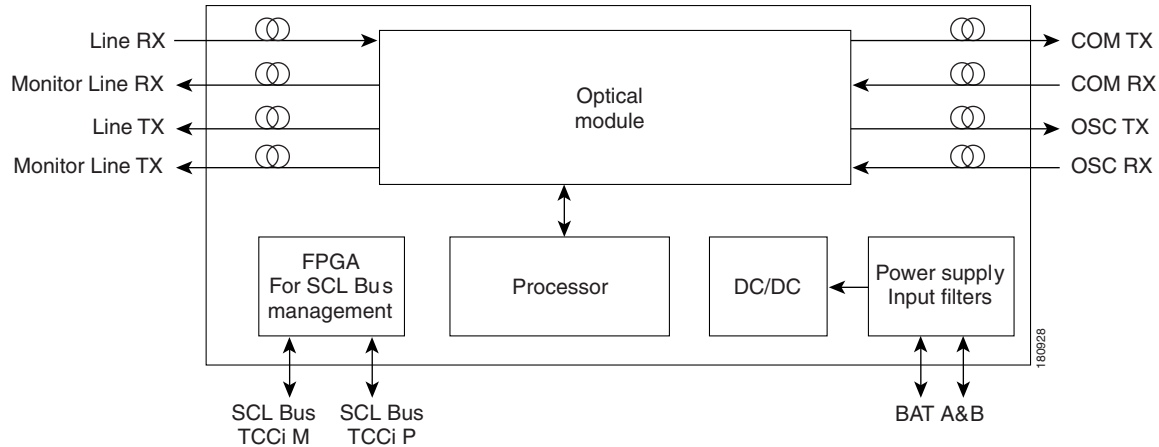 Line RX
Monitor Line RX
Line TX
Monitor Line TX
Optical
module
COM TX
COM RX
OSC TX
OSC RX
FPGA
For SCL Bus
management
Processor
DC/DC
Power supply
Input filters
180928
SCL Bus
TCCi M
SCL Bus
TCCi P
BAT A&B